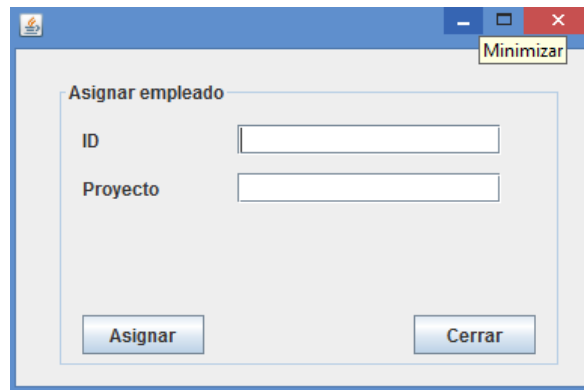 Minimizar
Asignar empleado
ID
Proyecto
Asignar
Cerrar